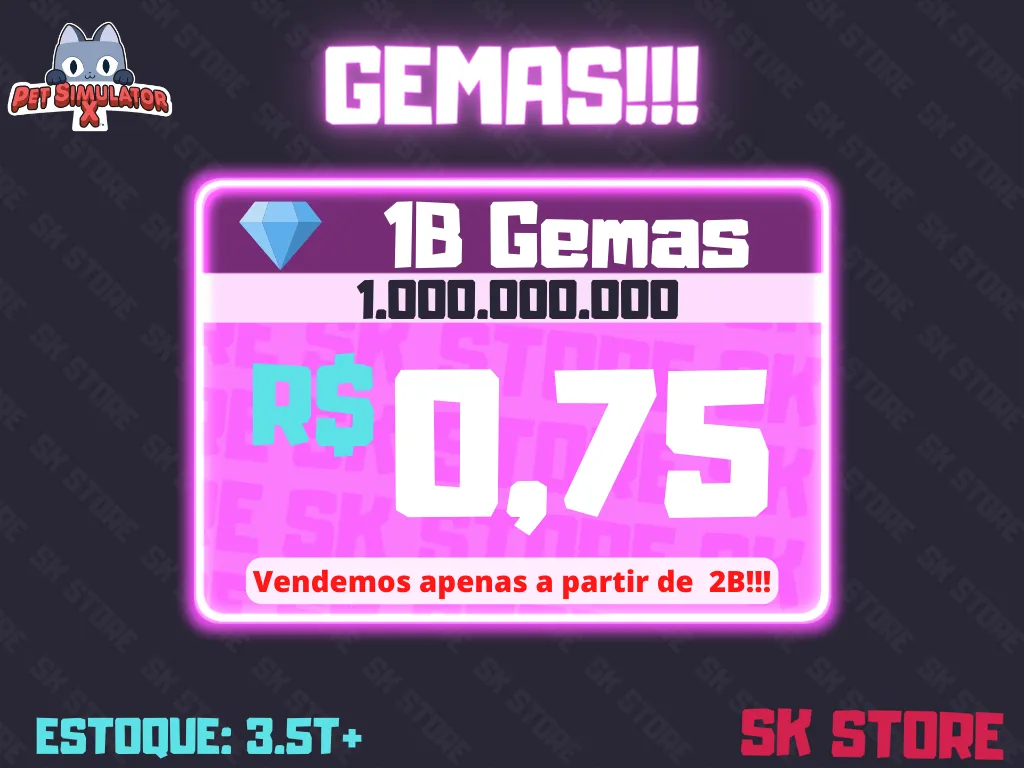 PET SIMULATOR
X
GEMAS!!!
1B Gemas
1.000.000.000
R$ 0,75
Vendemos apenas a partir de 2B!!!
ESTOQUE: 3.5T+
SK STORE